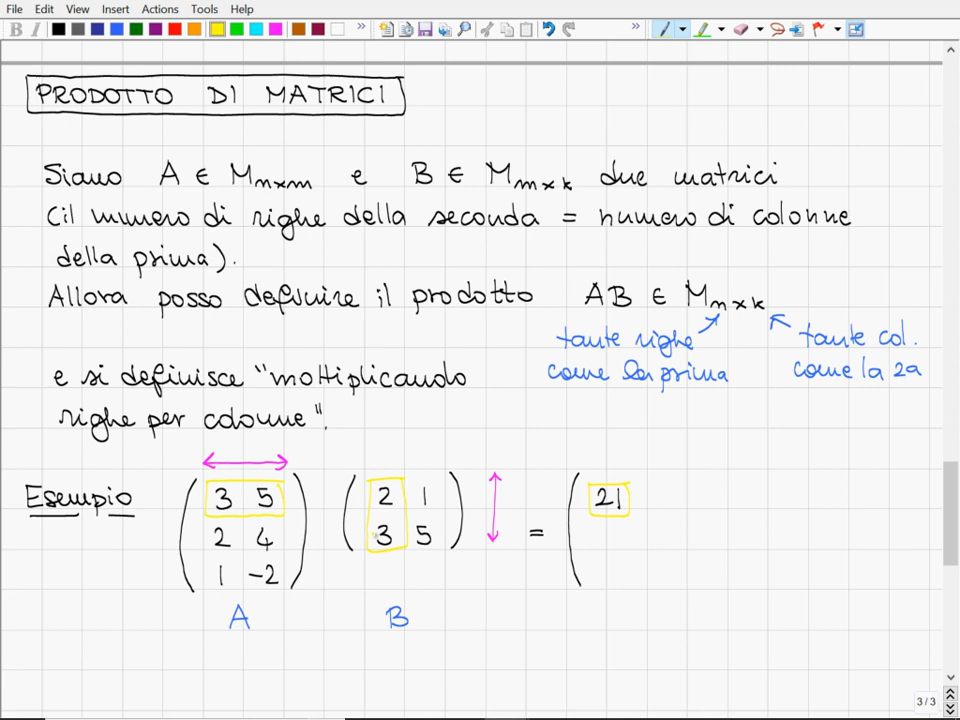 File Edit View Insert Actions Tools Help
B I
PRODOTTO DI MATRICI
Siano A ∈ M n×m e B ∈ M m×k due matrici
(il numero di righe della seconda = numero di colonne
della prima).
Allora posso definire il prodotto AB ∈ M n×k
tante righe
come la prima
tante col.
come la 2a
e si definisce "moltiplicando
righe per colonne".
Esempio ( 3 5 ) ( 2 1 ) = ( 21
2 4 3 5
1 -2
A B
3 / 3